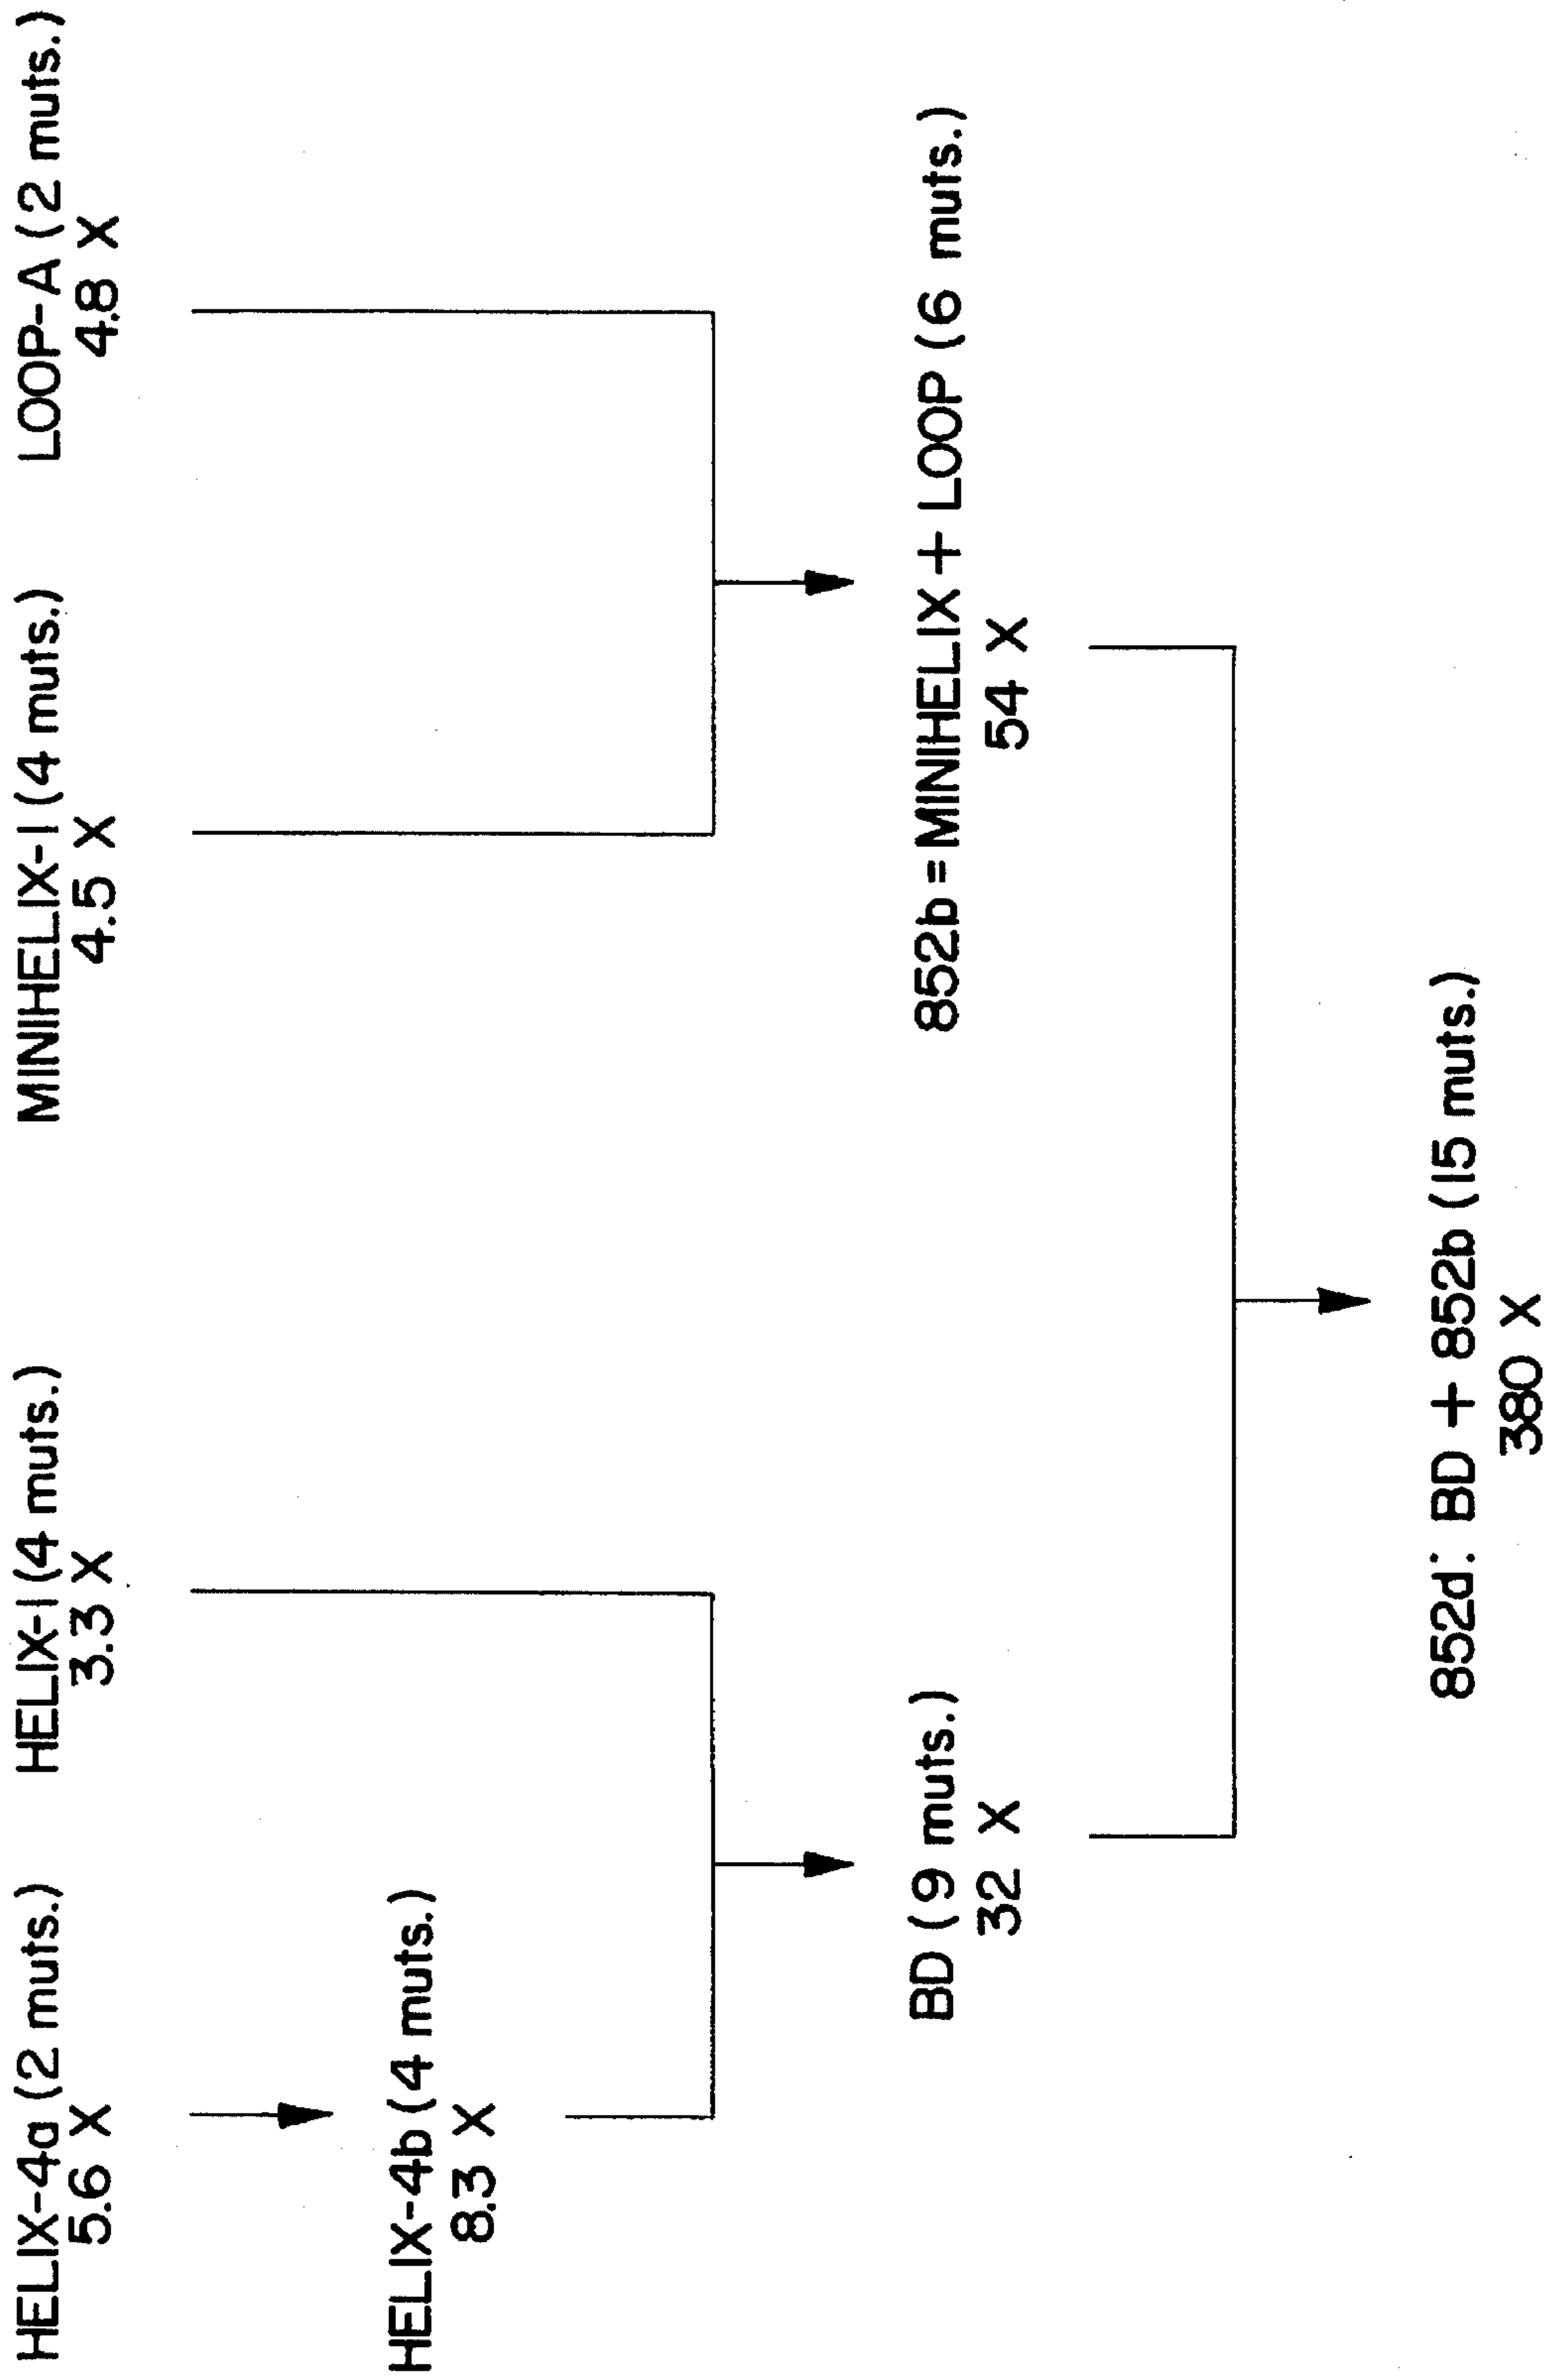 HELIX-4a (2 muts.)
5.6 X
HELIX-1 (4 muts.)
3.3 X
MINIHELIX-1 (4 muts.)
4.5 X
LOOP-A (2 muts.)
4.8 X
HELIX-4b (4 muts.)
8.3 X
BD (9 muts.)
32 X
852b = MINIHELIX + LOOP (6 muts.)
54 X
852d: BD + 852b (15 muts.)
380 X